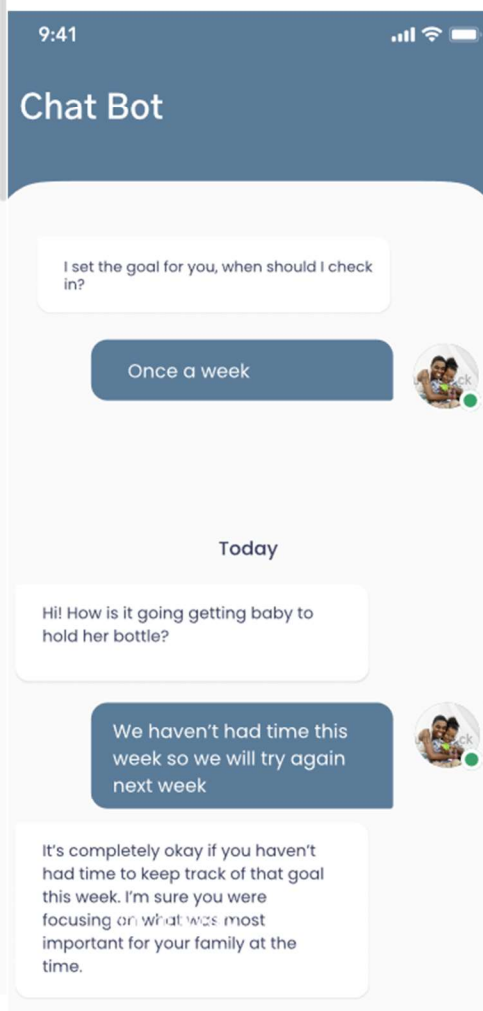 9:41
Chat Bot
I set the goal for you, when should I check
in?
Once a week
ck
Today
Hi! How is it going getting baby to
hold her bottle?
We haven't had time this
week so we will try again
next week
ck
It's completely okay if you haven't
had time to keep track of that goal
this week. I'm sure you were
focusing on what was most
important for your family at the
time.